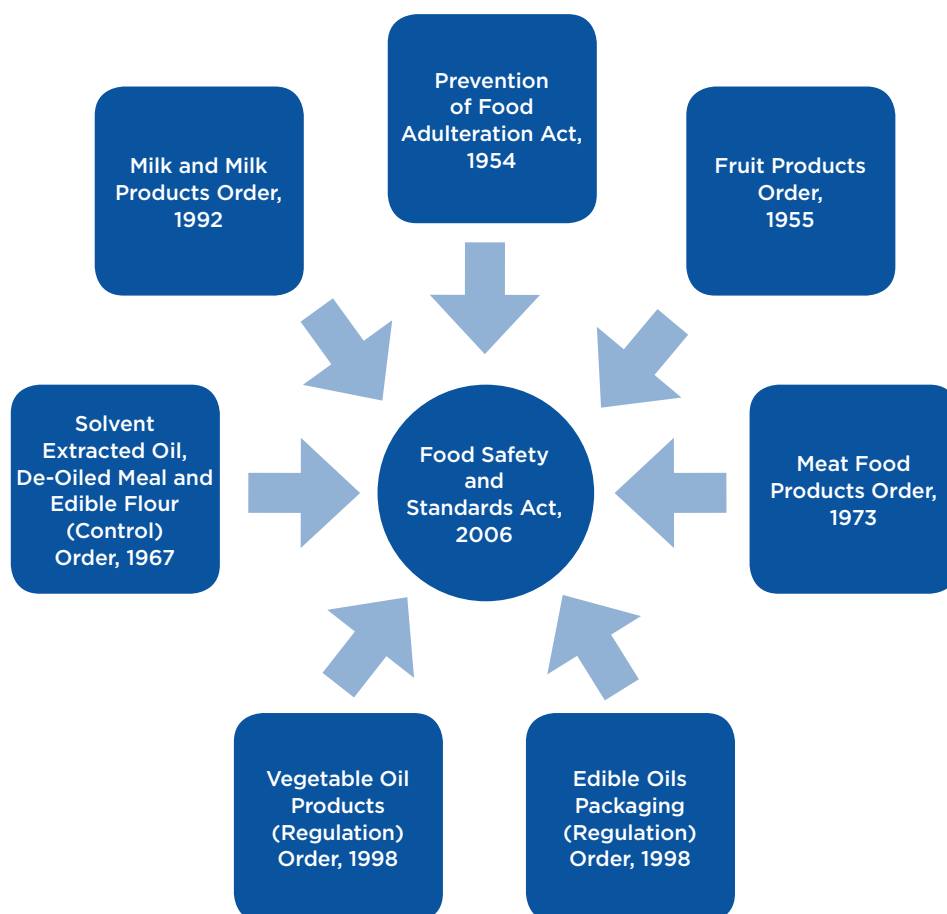 Prevention
of Food
Adulteration Act,
1954
Milk and Milk
Products Order,
1992
Fruit Products
Order,
1955
Solvent
Extracted Oil,
De-Oiled Meal and
Edible Flour
(Control)
Order, 1967
Food Safety
and
Standards Act,
2006
Meat Food
Products Order,
1973
Vegetable Oil
Products
(Regulation)
Order, 1998
Edible Oils
Packaging
(Regulation)
Order, 1998